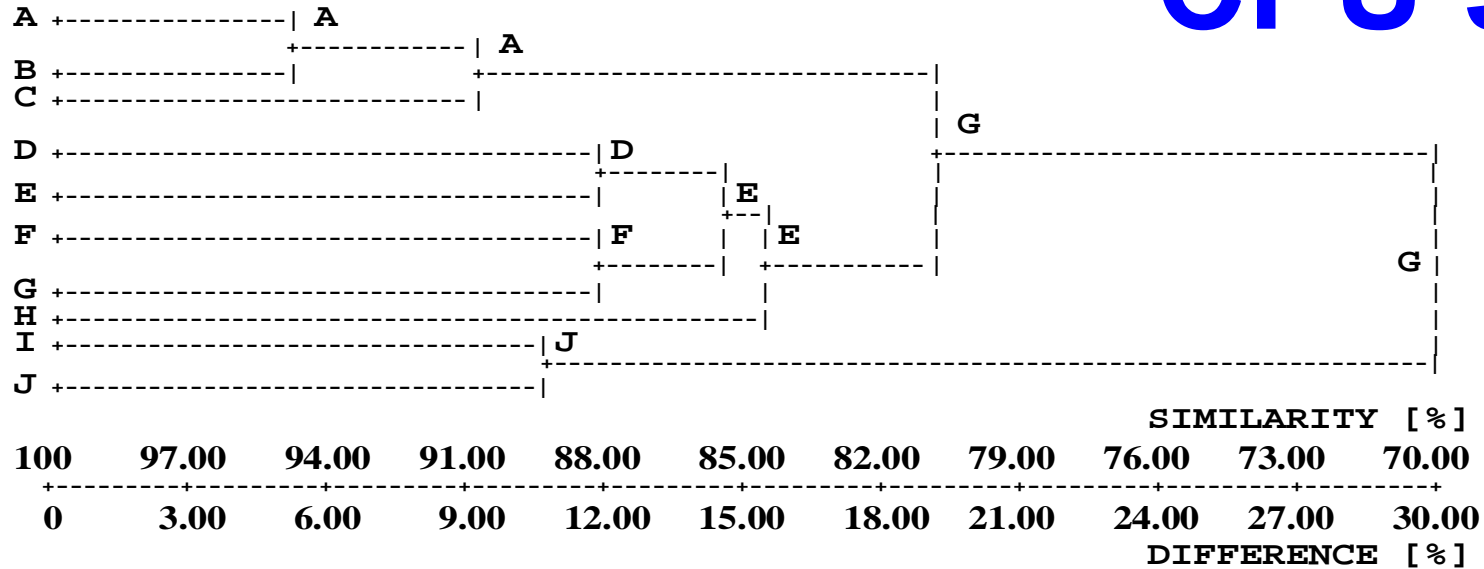 A +----------------| A
+------------| A
B +----------------| +--------------------------------|
C +-----------------------------| |
| G
D +--------------------------------------|D +-----------------------------------|
+--------| | |
E +--------------------------------------| |E | |
+--| | |
F +--------------------------------------|F | |E | |
+--------| +-----------| G |
G +--------------------------------------| | |
H +--------------------------------------------------| |
I +----------------------------------|J |
+---------------------------------------------------------------|
J +----------------------------------|
SIMILARITY [%]
100 97.00 94.00 91.00 88.00 85.00 82.00 79.00 76.00 73.00 70.00
+---------+---------+---------+---------+---------+---------+---------+---------+---------+---------+
0 3.00 6.00 9.00 12.00 15.00 18.00 21.00 24.00 27.00 30.00
DIFFERENCE [%]